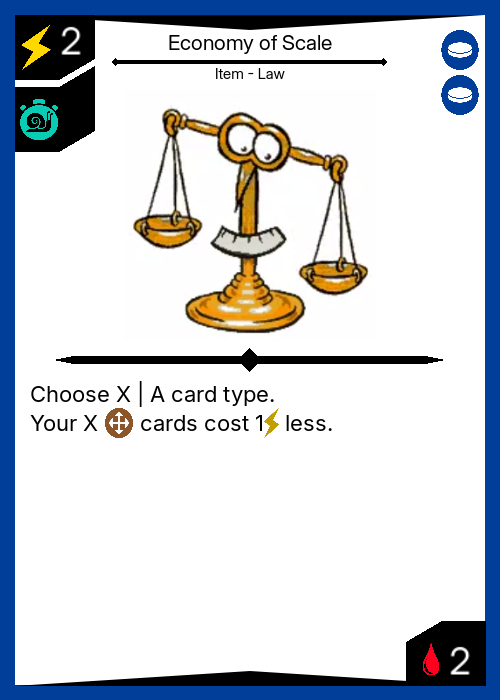 2
Economy of Scale
Item - Law
Choose X | A card type.
Your X cards cost 1 less.
2